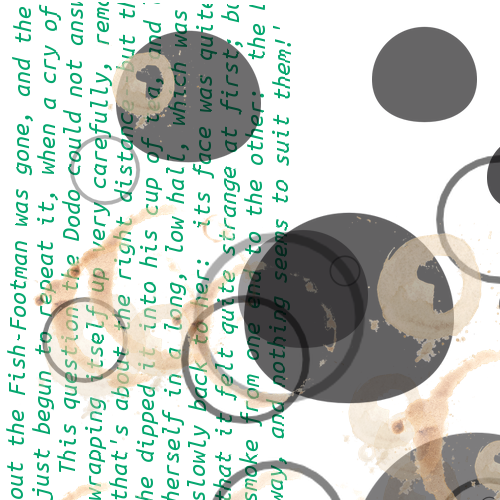 out the Fish-Footman was gone, and the
just begun to repeat it, when a cry of
This question the Dodo could not answ
wrapping itself up very carefully, remo
that's about the right distance but th
he dipped it into his cup of tea, and
herself in a long, low hall, which was
slowly back to her: its face was quite
that it felt quite strange at first; bu
smoke from one end to the other: the l
way, and nothing seems to suit them!'